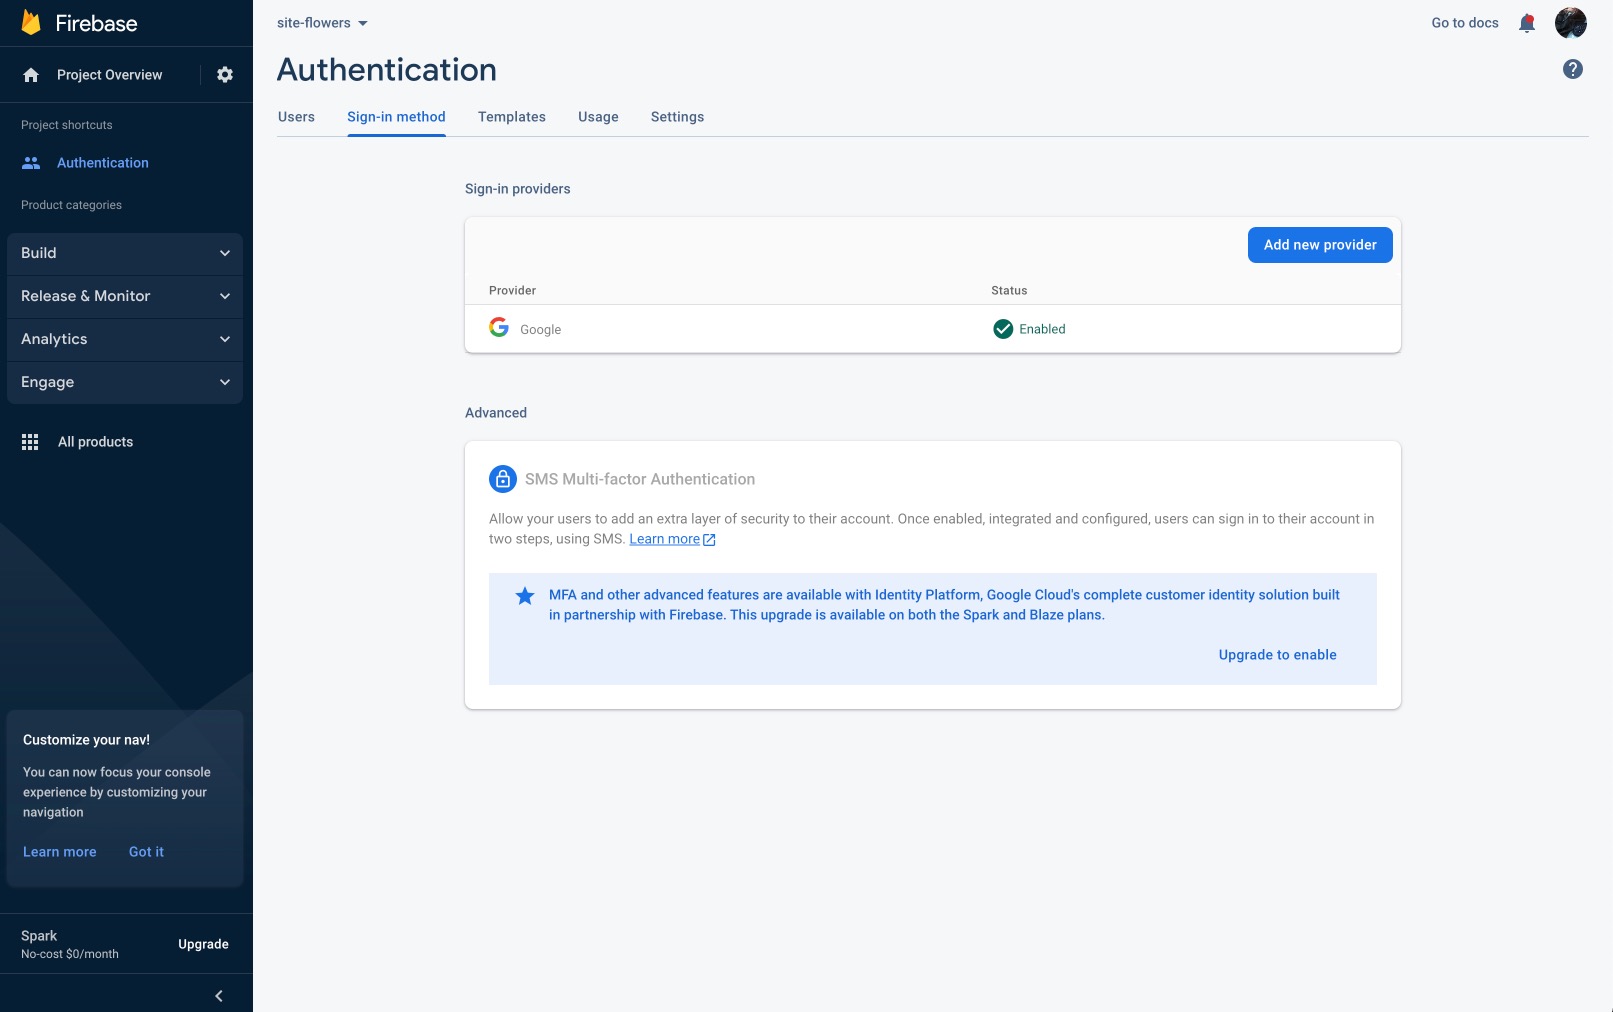 Firebase
Project Overview
Project shortcuts
Authentication
Product categories
Build
Release & Monitor
Analytics
Engage
All products
Customize your nav!
You can now focus your console
experience by customizing your
navigation
Learn more Got it
Spark
No-cost $0/month
Upgrade
site-flowers
Go to docs
Authentication
Users Sign-in method Templates Usage Settings
Sign-in providers
Add new provider
Provider Status
Google Enabled
Advanced
SMS Multi-factor Authentication
Allow your users to add an extra layer of security to their account. Once enabled, integrated and configured, users can sign in to their account in
two steps, using SMS. Learn more
MFA and other advanced features are available with Identity Platform, Google Cloud's complete customer identity solution built
in partnership with Firebase. This upgrade is available on both the Spark and Blaze plans.
Upgrade to enable